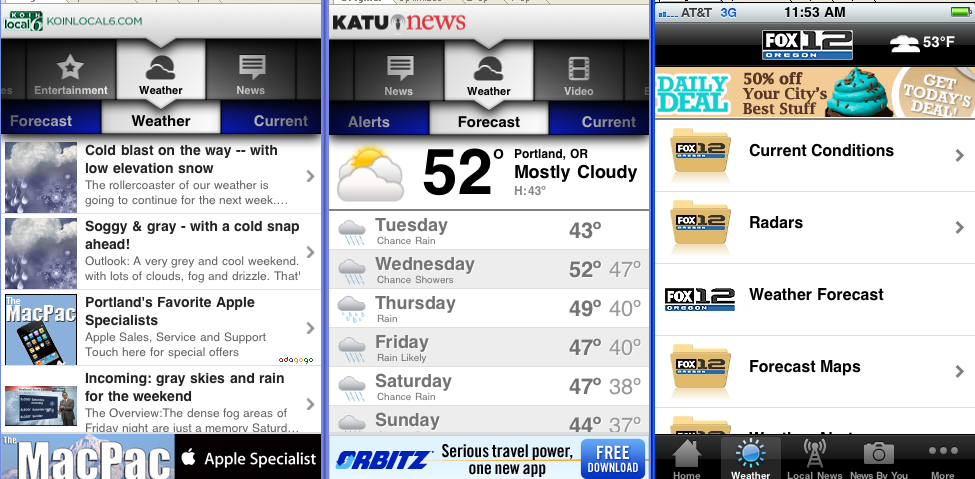 KOIN
local 6
KOINLOCAL6.COM
es
Entertainment
Weather
News
Forecast
Weather
Current
Cold blast on the way -- with
low elevation snow
The rollercoaster of our weather is
going to continue for the next week....
Soggy & gray - with a cold snap
ahead!
Outlook: A very grey and cool weekend.
with lots of clouds, fog and drizzle. That'
The
MacPac
Portland's Favorite Apple
Specialists
Apple Sales, Service and Support
Touch here for special offers
adagogo
Incoming: gray skies and rain
for the weekend
The Overview:The dense fog areas of
Friday night are just a memory Saturd...
The
MacPac
Apple Specialist
KATU news
News
Weather
Video
E
Alerts
Forecast
Current
52°
Portland, OR
Mostly Cloudy
H:43°
Tuesday
Chance Rain
43°
Wednesday
Chance Showers
52° 47°
Thursday
Rain
49° 40°
Friday
Rain Likely
47° 40°
Saturday
Chance Rain
47° 38°
Sunday
44° 37°
ORBITZ
Serious travel power,
one new app
FREE
DOWNLOAD
AT&T 3G
11:53 AM
FOX 12
OREGON
53°F
DAILY
DEAL
50% off
Your City's
Best Stuff
GET
TODAY'S
DEAL!
FOX 12
OREGON
Current Conditions
FOX 12
OREGON
Radars
FOX 12
OREGON
Weather Forecast
FOX 12
OREGON
Forecast Maps
FOX 12
Home
Weather
Local News
News By You
More